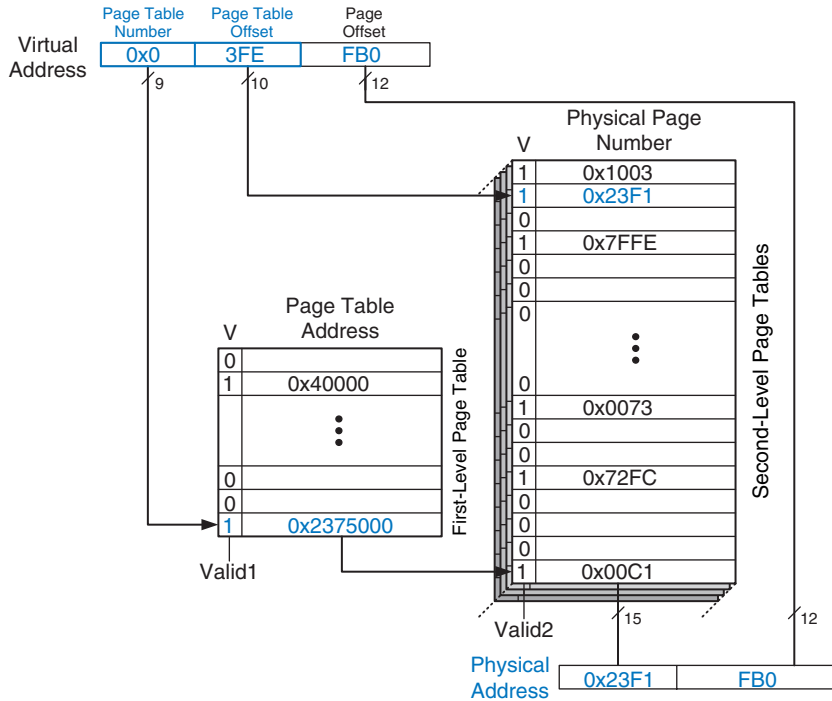 Page Table Number
Page Table Offset
Page Offset
Virtual Address
0x0 3FE FB0
9 10 12
Physical Page Number
V
1 0x1003
1 0x23F1
0
1 0x7FFE
0
0
0
0
1 0x0073
0
0
1 0x72FC
0
0
0
1 0x00C1
Second-Level Page Tables
Page Table Address
V
0
1 0x40000
0
0
1 0x2375000
First-Level Page Table
Valid1
Valid2
15
12
Physical Address
0x23F1 FB0